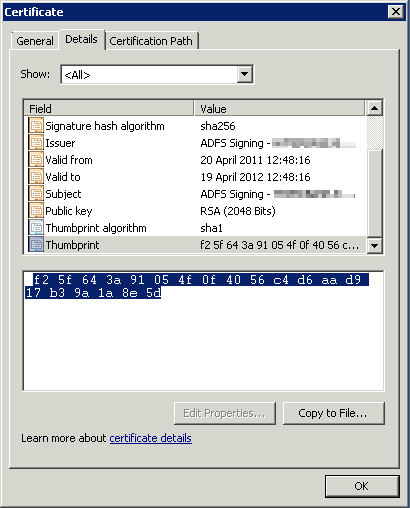 Certificate
General Details Certification Path
Show: <All>
Field Value
Signature hash algorithm sha256
Issuer ADFS Signing -
Valid from 20 April 2011 12:48:16
Valid to 19 April 2012 12:48:16
Subject ADFS Signing -
Public key RSA (2048 Bits)
Thumbprint algorithm sha1
Thumbprint f2 5f 64 3a 91 05 4f 0f 40 56 c...
f2 5f 64 3a 91 05 4f 0f 40 56 c4 d6 aa d9
17 b3 9a 1a 8e 5d
Edit Properties... Copy to File...
Learn more about certificate details
OK